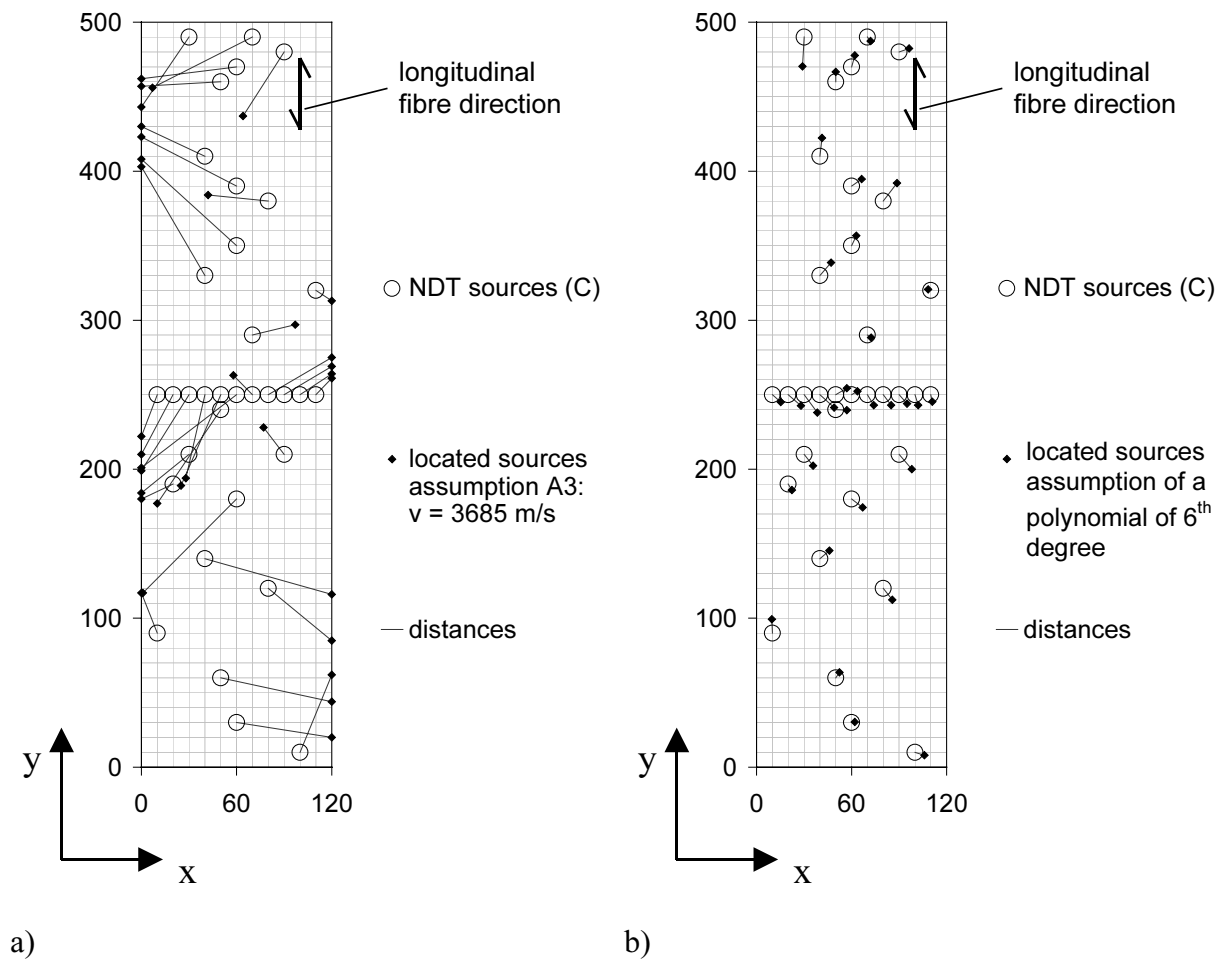 500
400
300
200
100
0
0
60
120
y
x
longitudinal
fibre direction
NDT sources (C)
located sources
assumption A3:
v = 3685 m/s
distances
a)
500
400
300
200
100
0
0
60
120
y
x
longitudinal
fibre direction
NDT sources (C)
located sources
assumption of a
polynomial of 6th
degree
distances
b)